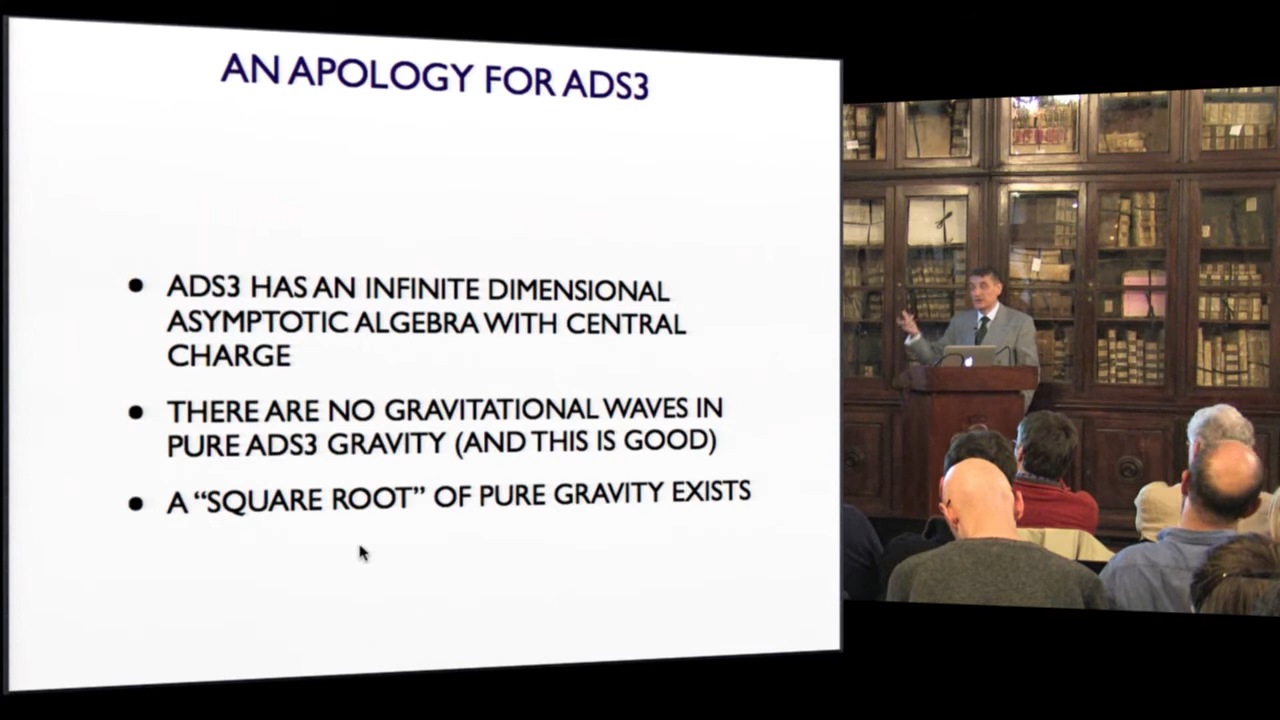 AN APOLOGY FOR ADS3
• ADS3 HAS AN INFINITE DIMENSIONAL
ASYMPTOTIC ALGEBRA WITH CENTRAL
CHARGE
• THERE ARE NO GRAVITATIONAL WAVES IN
PURE ADS3 GRAVITY (AND THIS IS GOOD)
• A “SQUARE ROOT” OF PURE GRAVITY EXISTS